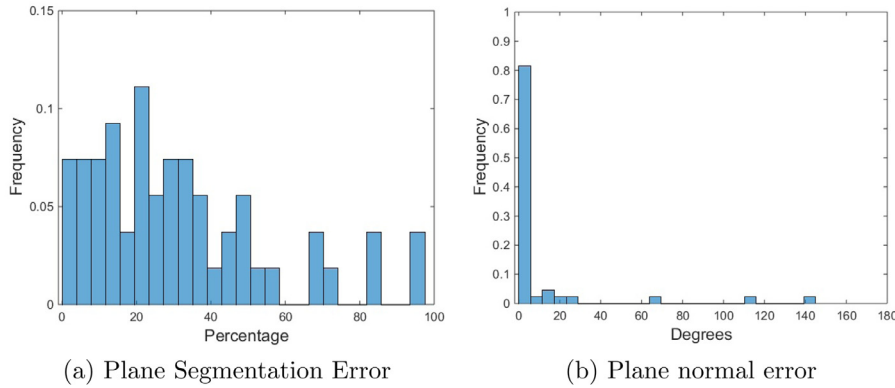 0.15
0.1
0.05
0
Frequency
0 20 40 60 80 100
Percentage
(a) Plane Segmentation Error
1
0.9
0.8
0.7
0.6
0.5
0.4
0.3
0.2
0.1
0
Frequency
0 20 40 60 80 100 120 140 160 180
Degrees
(b) Plane normal error